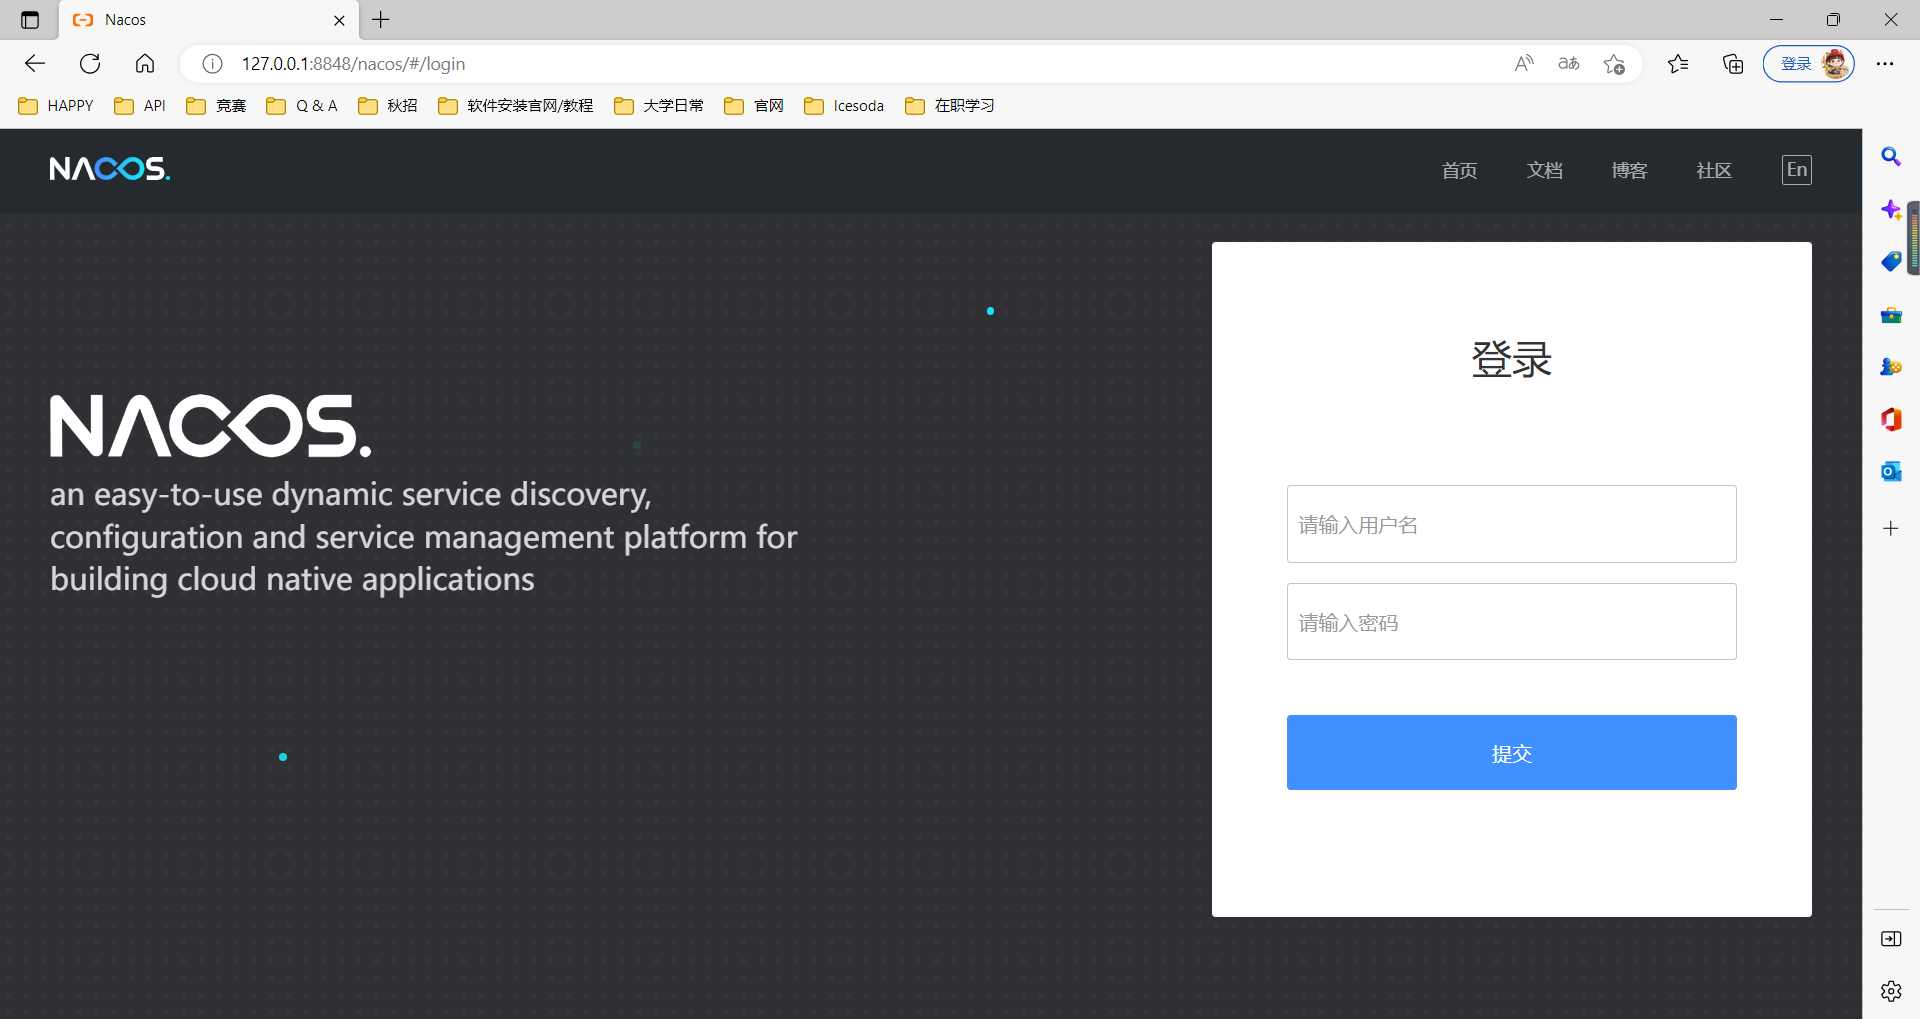 Nacos
127.0.0.1:8848/nacos/#/login
登录
HAPPY API 竞赛 Q & A 秋招 软件安装官网/教程 大学日常 官网 Icesoda 在职学习
NACOS.
首页 文档 博客 社区 En
登录
NACOS.
an easy-to-use dynamic service discovery,
configuration and service management platform for
building cloud native applications
请输入用户名
请输入密码
提交